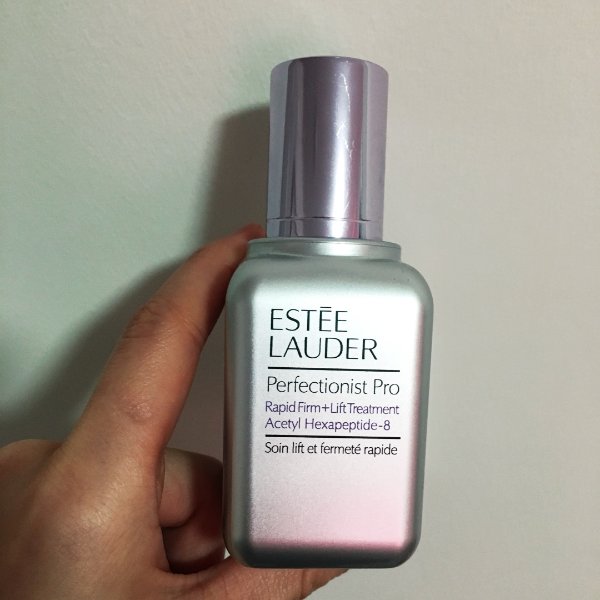 ESTĒE
LAUDER
Perfectionist Pro
Rapid Firm+Lift Treatment
Acetyl Hexapeptide-8
Soin lift et fermeté rapide